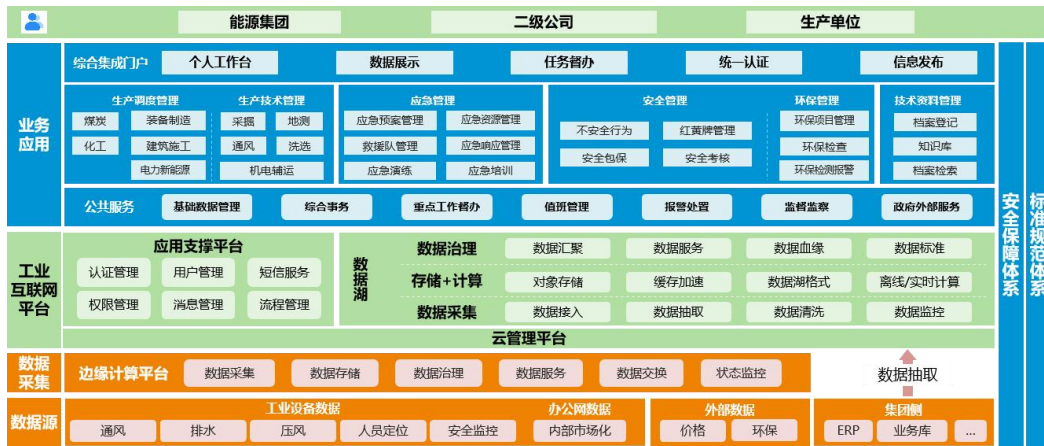 能源集团 二级公司 生产单位
业务应用
综合集成门户 个人工作台 数据展示 任务督办 统一认证 信息发布
生产调度管理 生产技术管理 应急管理 安全管理 环保管理 技术资料管理
煤炭 装备制造 采掘 地测 应急预案管理 应急资源管理 不安全行为 红黄牌管理 环保项目管理 档案登记
化工 建筑施工 通风 洗选 救援队管理 应急响应管理 安全包保 安全考核 环保检查 知识库
电力新能源 机电辅运 应急演练 应急培训 环保检测报警 档案检索
公共服务 基础数据管理 综合事务 重点工作督办 值班管理 报警处置 监督监察 政府外部服务
工业互联网平台
应用支撑平台
认证管理 用户管理 短信服务
权限管理 消息管理 流程管理
数据湖
数据治理 数据汇聚 数据服务 数据血缘 数据标准
存储+计算 对象存储 缓存加速 数据湖格式 离线/实时计算
数据采集 数据接入 数据抽取 数据清洗 数据监控
云管理平台
数据采集
边缘计算平台 数据采集 数据存储 数据治理 数据服务 数据交换 状态监控 数据抽取
数据源
工业设备数据 办公网数据 外部数据 集团侧
通风 排水 压风 人员定位 安全监控 内部市场化 价格 环保 ERP 业务库 ...
安全保障体系
标准规范体系